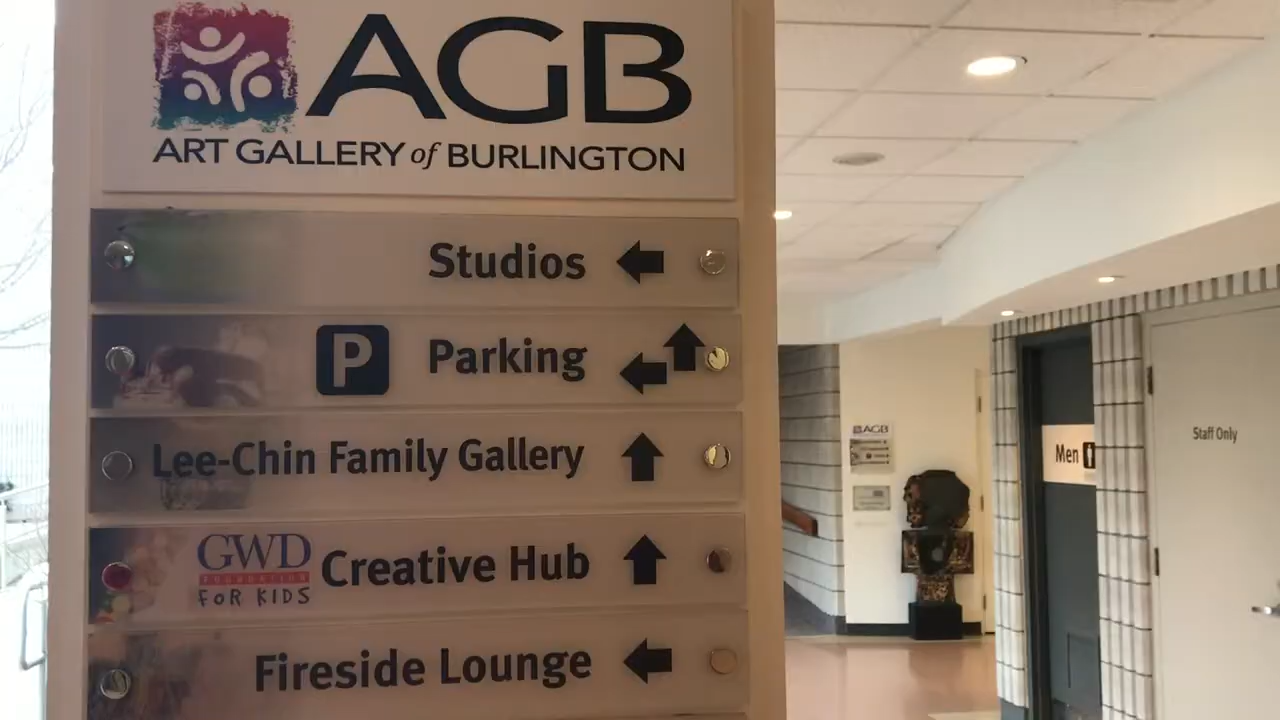 AGB
ART GALLERY of BURLINGTON
Studios
P Parking
Lee-Chin Family Gallery
GWD
FOUNDATION
FOR KIDS
Creative Hub
Fireside Lounge
AGB
Men
Staff Only